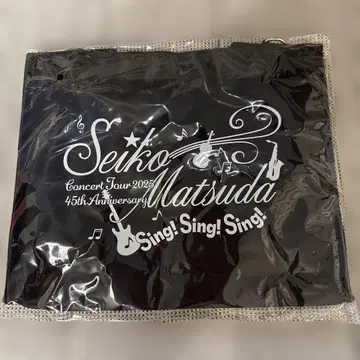 Seiko
Concert Tour 2025
45th Anniversary
Matsuda
Sing! Sing! Sing!